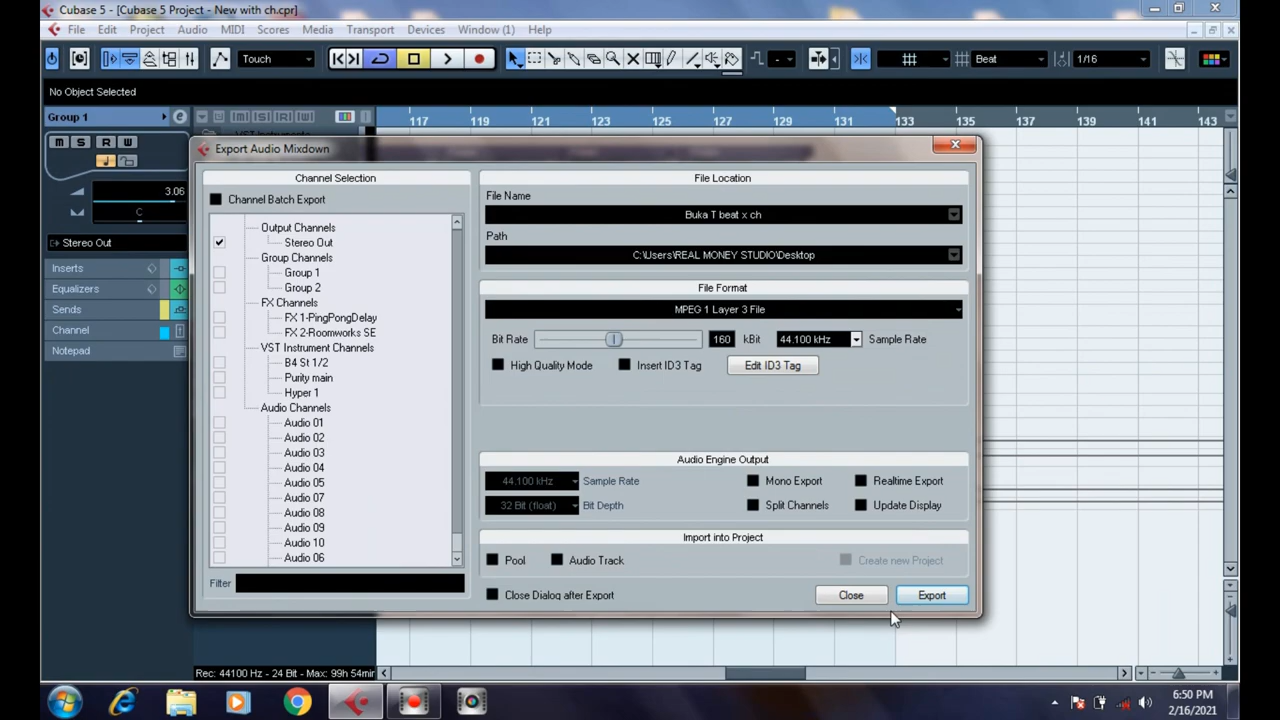 Cubase 5 - [Cubase 5 Project - New with ch.cpr]
File Edit Project Audio MIDI Scores Media Transport Devices Window (1) Help
Touch
Beat
1/16
No Object Selected
Group 1
117 119 121 123 125 127 129 131 133 135 137 139 141 143
M S R W
3.06
C
Stereo Out
Inserts
Equalizers
Sends
Channel
Notepad
Export Audio Mixdown
Channel Selection
Channel Batch Export
Output Channels
Stereo Out
Group Channels
Group 1
Group 2
FX Channels
FX 1-PingPongDelay
FX 2-Roomworks SE
VST Instrument Channels
B4 St 1/2
Purity main
Hyper 1
Audio Channels
Audio 01
Audio 02
Audio 03
Audio 04
Audio 05
Audio 07
Audio 08
Audio 09
Audio 10
Audio 06
Filter
File Location
File Name
Buka T beat x ch
Path
C:\Users\REAL MONEY STUDIO\Desktop
File Format
MPEG 1 Layer 3 File
Bit Rate 160 kBit 44.100 kHz Sample Rate
High Quality Mode Insert ID3 Tag Edit ID3 Tag
Audio Engine Output
44.100 kHz Sample Rate Mono Export Realtime Export
32 Bit (float) Bit Depth Split Channels Update Display
Import into Project
Pool Audio Track Create new Project
Close Dialog after Export Close Export
Rec: 44100 Hz - 24 Bit - Max: 99h 54min
6:50 PM
2/16/2021